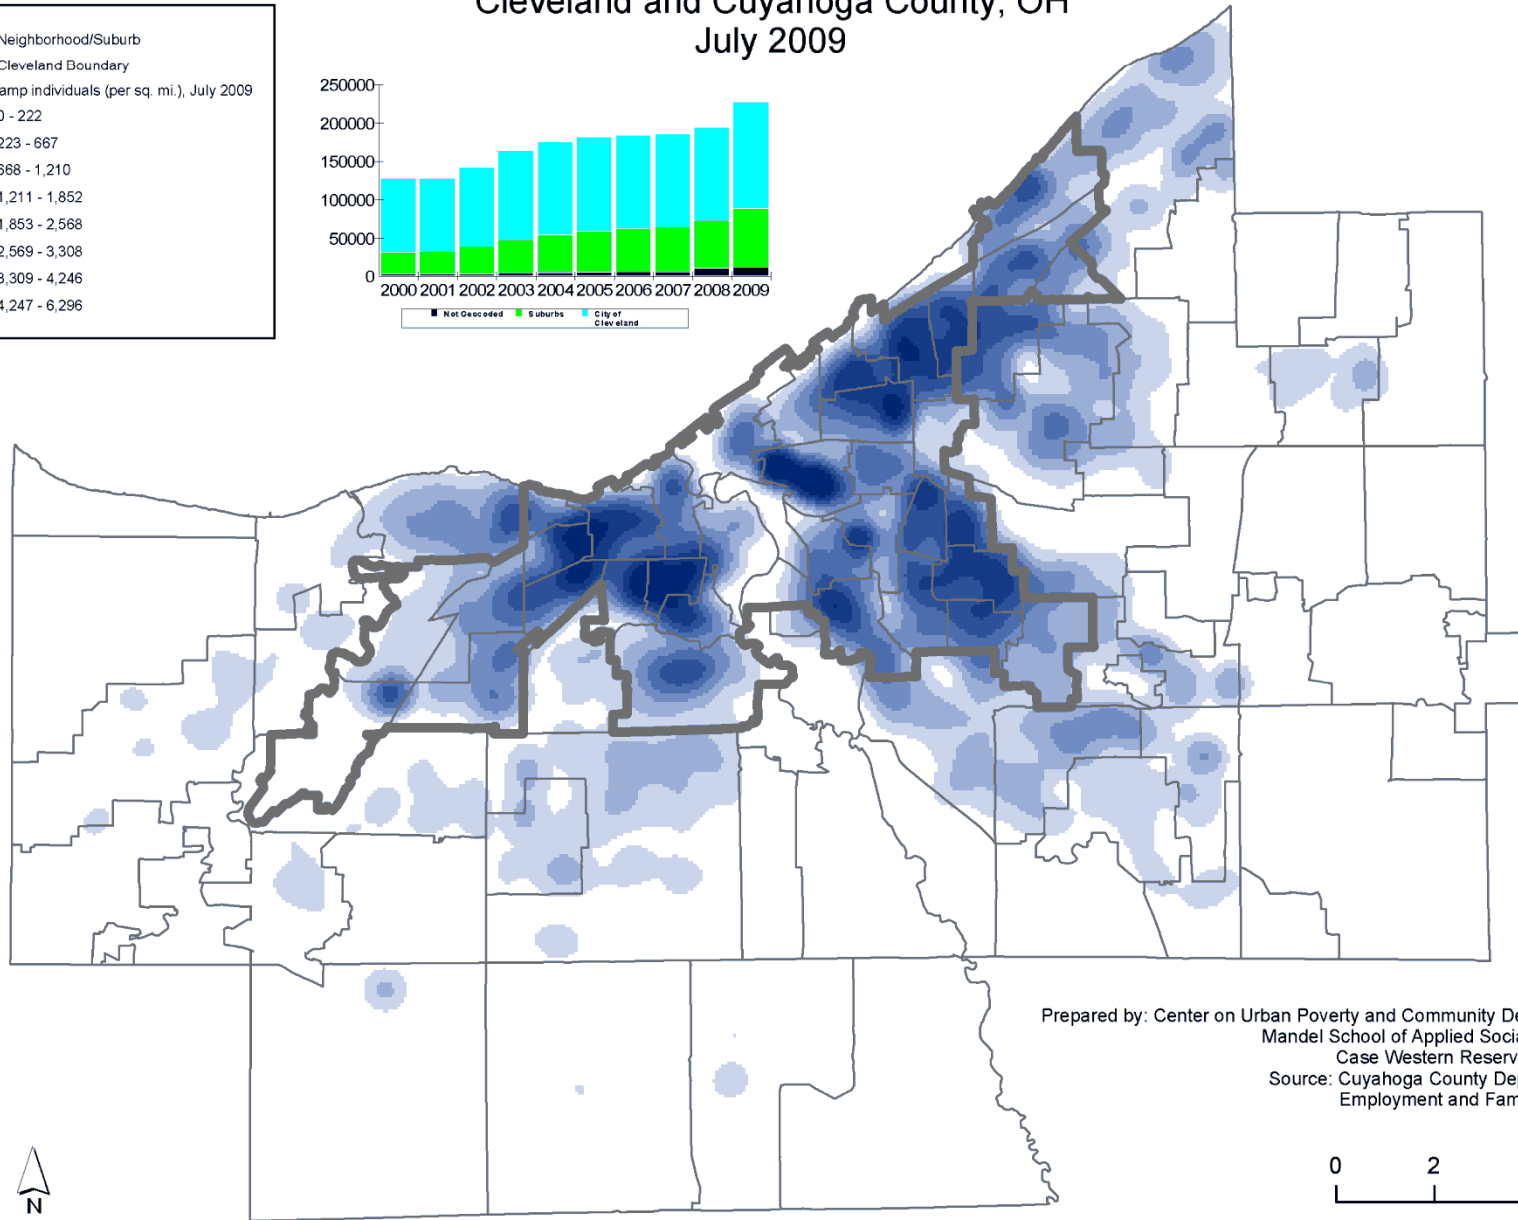 Cleveland and Cuyahoga County, OH
July 2009
Neighborhood/Suburb
Cleveland Boundary
amp individuals (per sq. mi.), July 2009
0 - 222
223 - 667
668 - 1,210
1,211 - 1,852
1,853 - 2,568
2,569 - 3,308
3,309 - 4,246
4,247 - 6,296
250000
200000
150000
100000
50000
0
2000 2001 2002 2003 2004 2005 2006 2007 2008 2009
Not Geocoded Suburbs City of
Cleveland
Prepared by: Center on Urban Poverty and Community De
Mandel School of Applied Socia
Case Western Reserv
Source: Cuyahoga County Dep
Employment and Fam
0 2
N